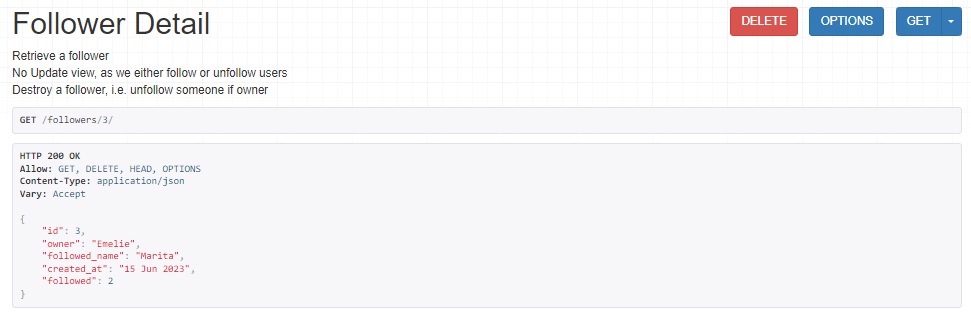 Follower Detail
DELETE
OPTIONS
GET
Retrieve a follower
No Update view, as we either follow or unfollow users
Destroy a follower, i.e. unfollow someone if owner
GET /followers/3/
HTTP 200 OK
Allow: GET, DELETE, HEAD, OPTIONS
Content-Type: application/json
Vary: Accept
{
    "id": 3,
    "owner": "Emelie",
    "followed_name": "Marita",
    "created_at": "15 Jun 2023",
    "followed": 2
}